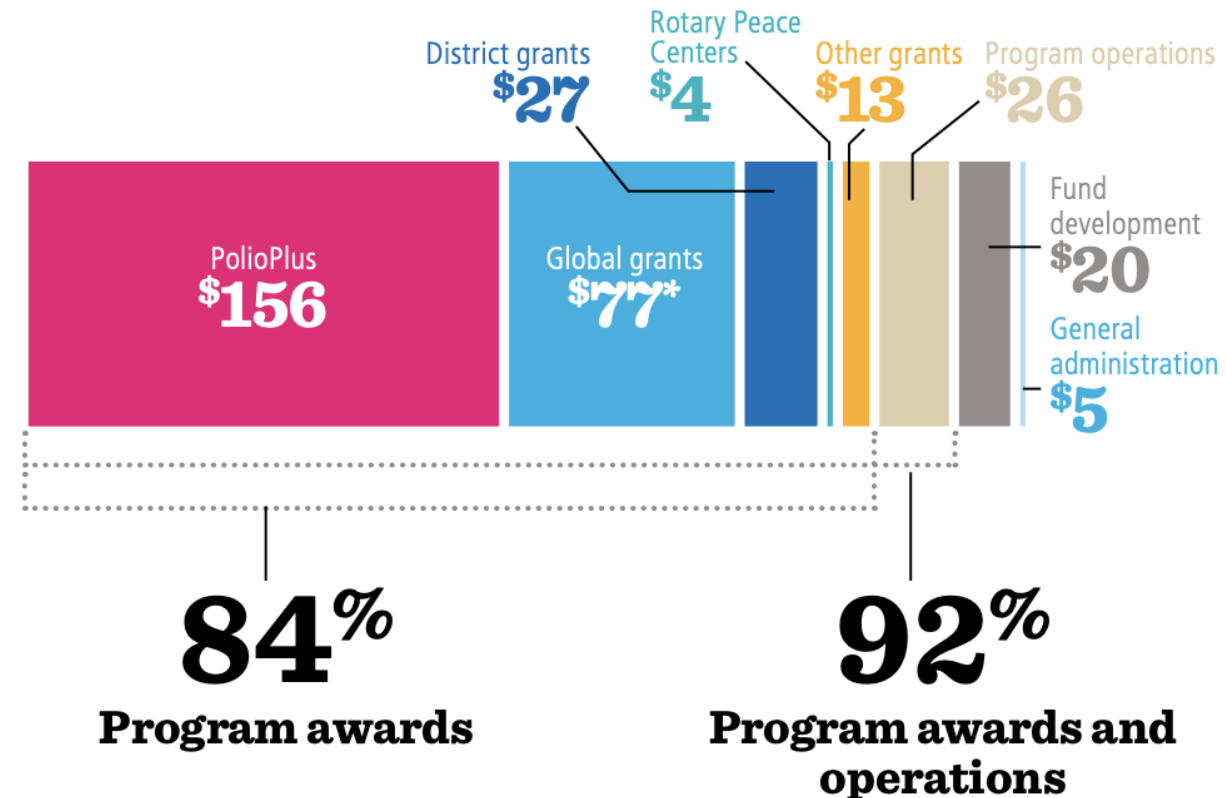 Rotary Peace
Centers
$4
District grants
$27
Other grants
$13
Program operations
$26
PolioPlus
$156
Global grants
$77*
Fund
development
$20
General
administration
$5
84%
Program awards
92%
Program awards and
operations